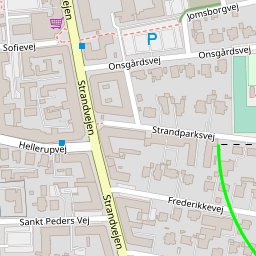 Jomsborgvej
Sofievej
P
Onsgårdsvej
Onsgårdsvej
Strandvejen
Strandparksvej
Hellerupvej
Frederikkevej
Strandvejen
Sankt Peders Vej